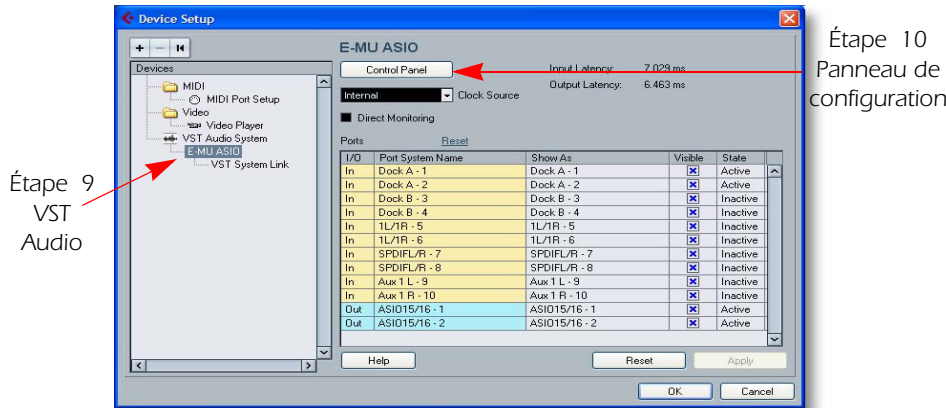 Device Setup
E-MU ASIO
Devices
Control Panel
Input Latency: 7.029 ms
Output Latency: 6.463 ms
Internal
Clock Source
Direct Monitoring
MIDI
MIDI Port Setup
Video
Video Player
VST Audio System
E-MU ASIO
VST System Link
Ports Reset
I/O Port System Name Show As Visible State
In Dock A - 1 Dock A - 1 Active
In Dock A - 2 Dock A - 2 Active
In Dock B - 3 Dock B - 3 Inactive
In Dock B - 4 Dock B - 4 Inactive
In 1L/1R - 5 1L/1R - 5 Inactive
In 1L/1R - 6 1L/1R - 6 Inactive
In SPDIFL/R - 7 SPDIFL/R - 7 Inactive
In SPDIFL/R - 8 SPDIFL/R - 8 Inactive
In Aux 1 L - 9 Aux 1 L - 9 Inactive
In Aux 1 R - 10 Aux 1 R - 10 Inactive
Out ASIO15/16 - 1 ASIO15/16 - 1 Active
Out ASIO15/16 - 2 ASIO15/16 - 2 Active
Help
Reset
Apply
OK
Cancel
Étape 9
VST
Audio
Étape 10
Panneau de
configuration